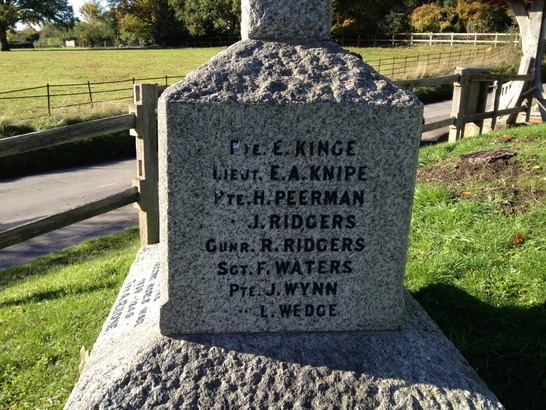 PTE. E. KINGE
LIEUT. E.A. KNIPE
PTE. H. PEERMAN
" J. RIDGERS
GUNR. R. RIDGERS
SGT. F. WATERS
PTE. J. WYNN
" L. WEDGE